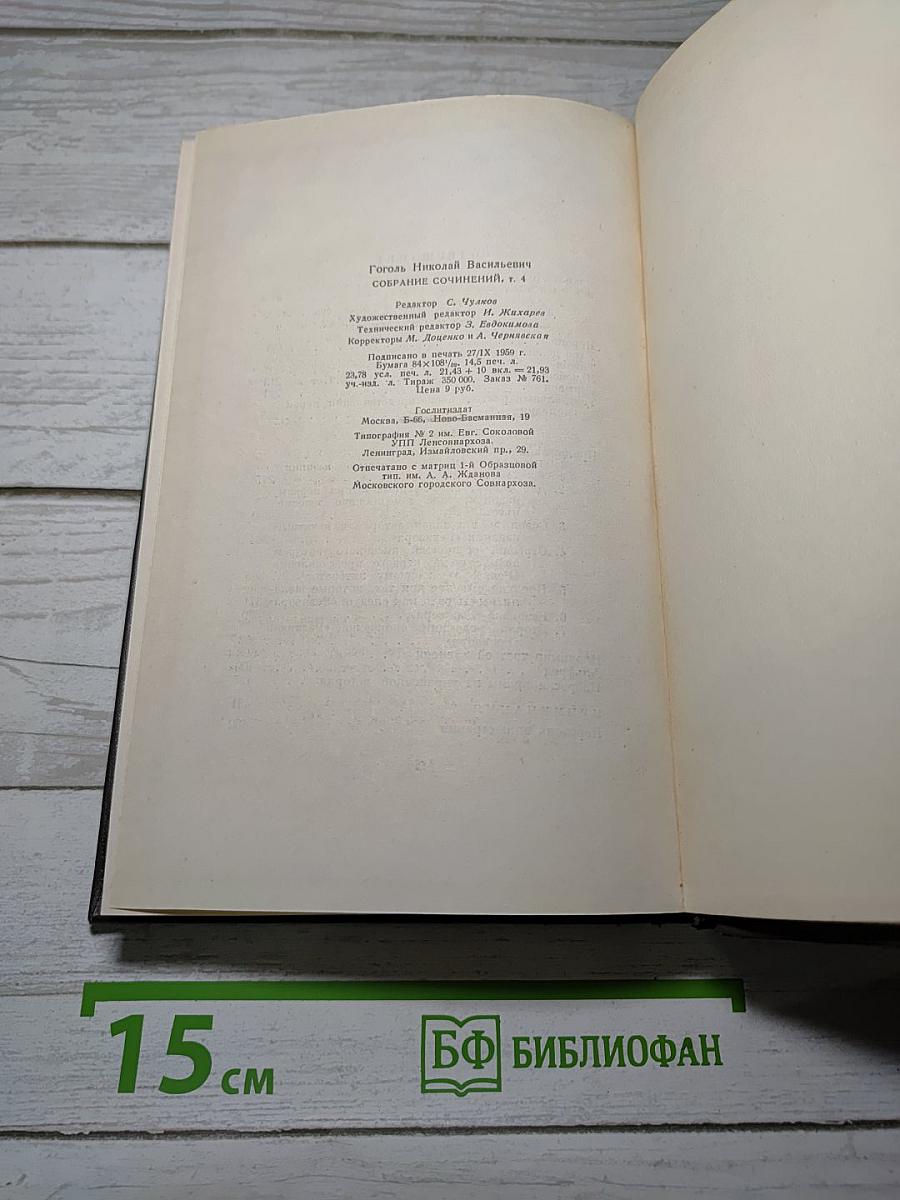 Гоголь Николай Васильевич
СОБРАНИЕ СОЧИНЕНИЙ, т. 4
Редактор С. Чулков
Художественный редактор И. Жихарев
Технический редактор З. Евдокимова
Корректоры М. Доценко и А. Чернявская
Подписано в печать 27/IX 1959 г.
Бумага 84×108¹/₃₂. 14,5 печ. л.
23,78 усл. печ. л. 21,43 + 10 вкл. = 21,93
уч.-изд. л. Тираж 350 000. Заказ № 761.
Цена 9 руб.
Гослитиздат
Москва, Б-66, Ново-Басманная, 19
Типография № 2 им. Евг. Соколовой
УПП Ленсовнархоза.
Ленинград, Измайловский пр., 29.
Отпечатано с матриц 1-й Образцовой
тип. им. А. А. Жданова
Московского городского Совнархоза.
15 см
БФ БИБЛИОФАН